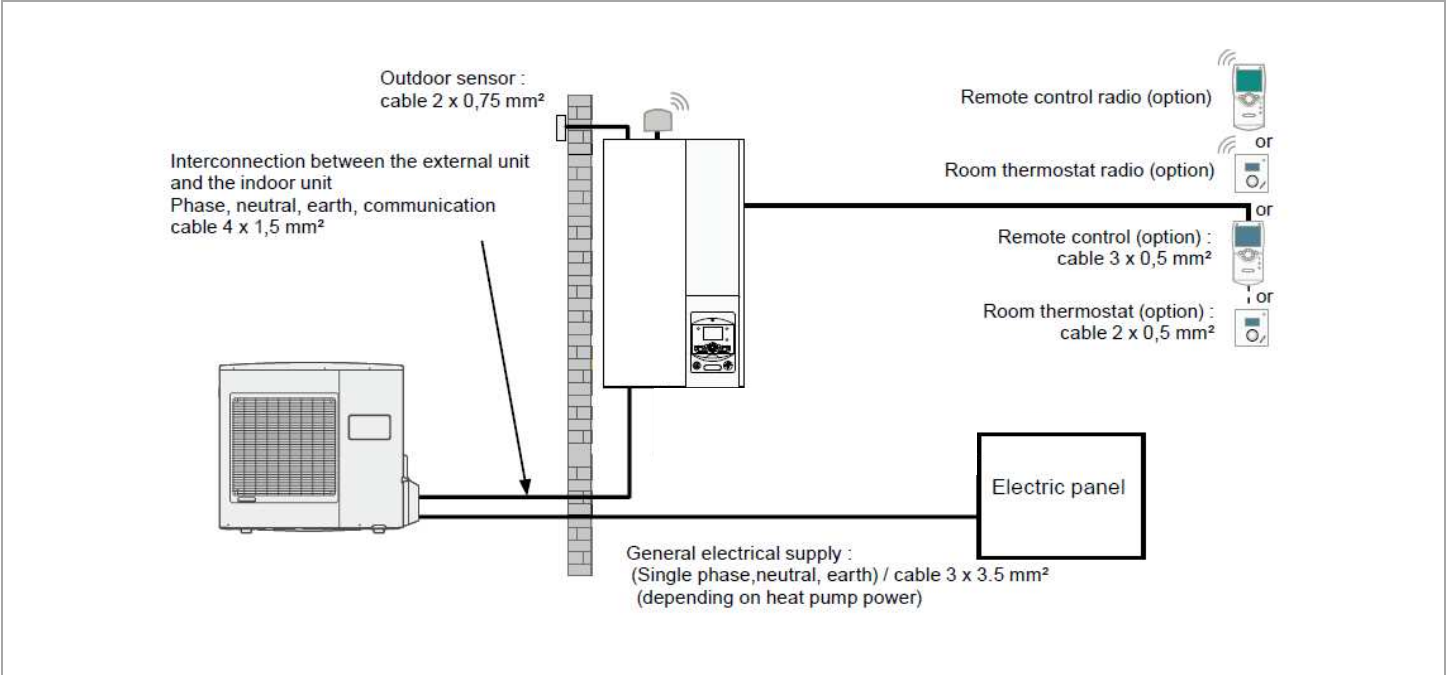 Outdoor sensor :
cable 2 x 0,75 mm²
Interconnection between the external unit
and the indoor unit
Phase, neutral, earth, communication
cable 4 x 1,5 mm²
Remote control radio (option)
or
Room thermostat radio (option)
or
Remote control (option) :
cable 3 x 0,5 mm²
or
Room thermostat (option) :
cable 2 x 0,5 mm²
Electric panel
General electrical supply :
(Single phase,neutral, earth) / cable 3 x 3.5 mm²
(depending on heat pump power)